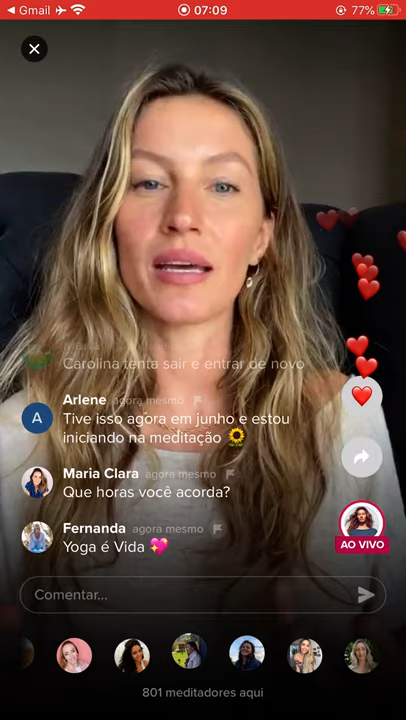 Gmail 07:09 77%
Carolina tenta sair e entrar de novo
Arlene agora mesmo
A
Tive isso agora em junho e estou
iniciando na meditação 🌻
Maria Clara agora mesmo
Que horas você acorda?
Fernanda agora mesmo
Yoga é Vida 💖
AO VIVO
Comentar...
801 meditadores aqui